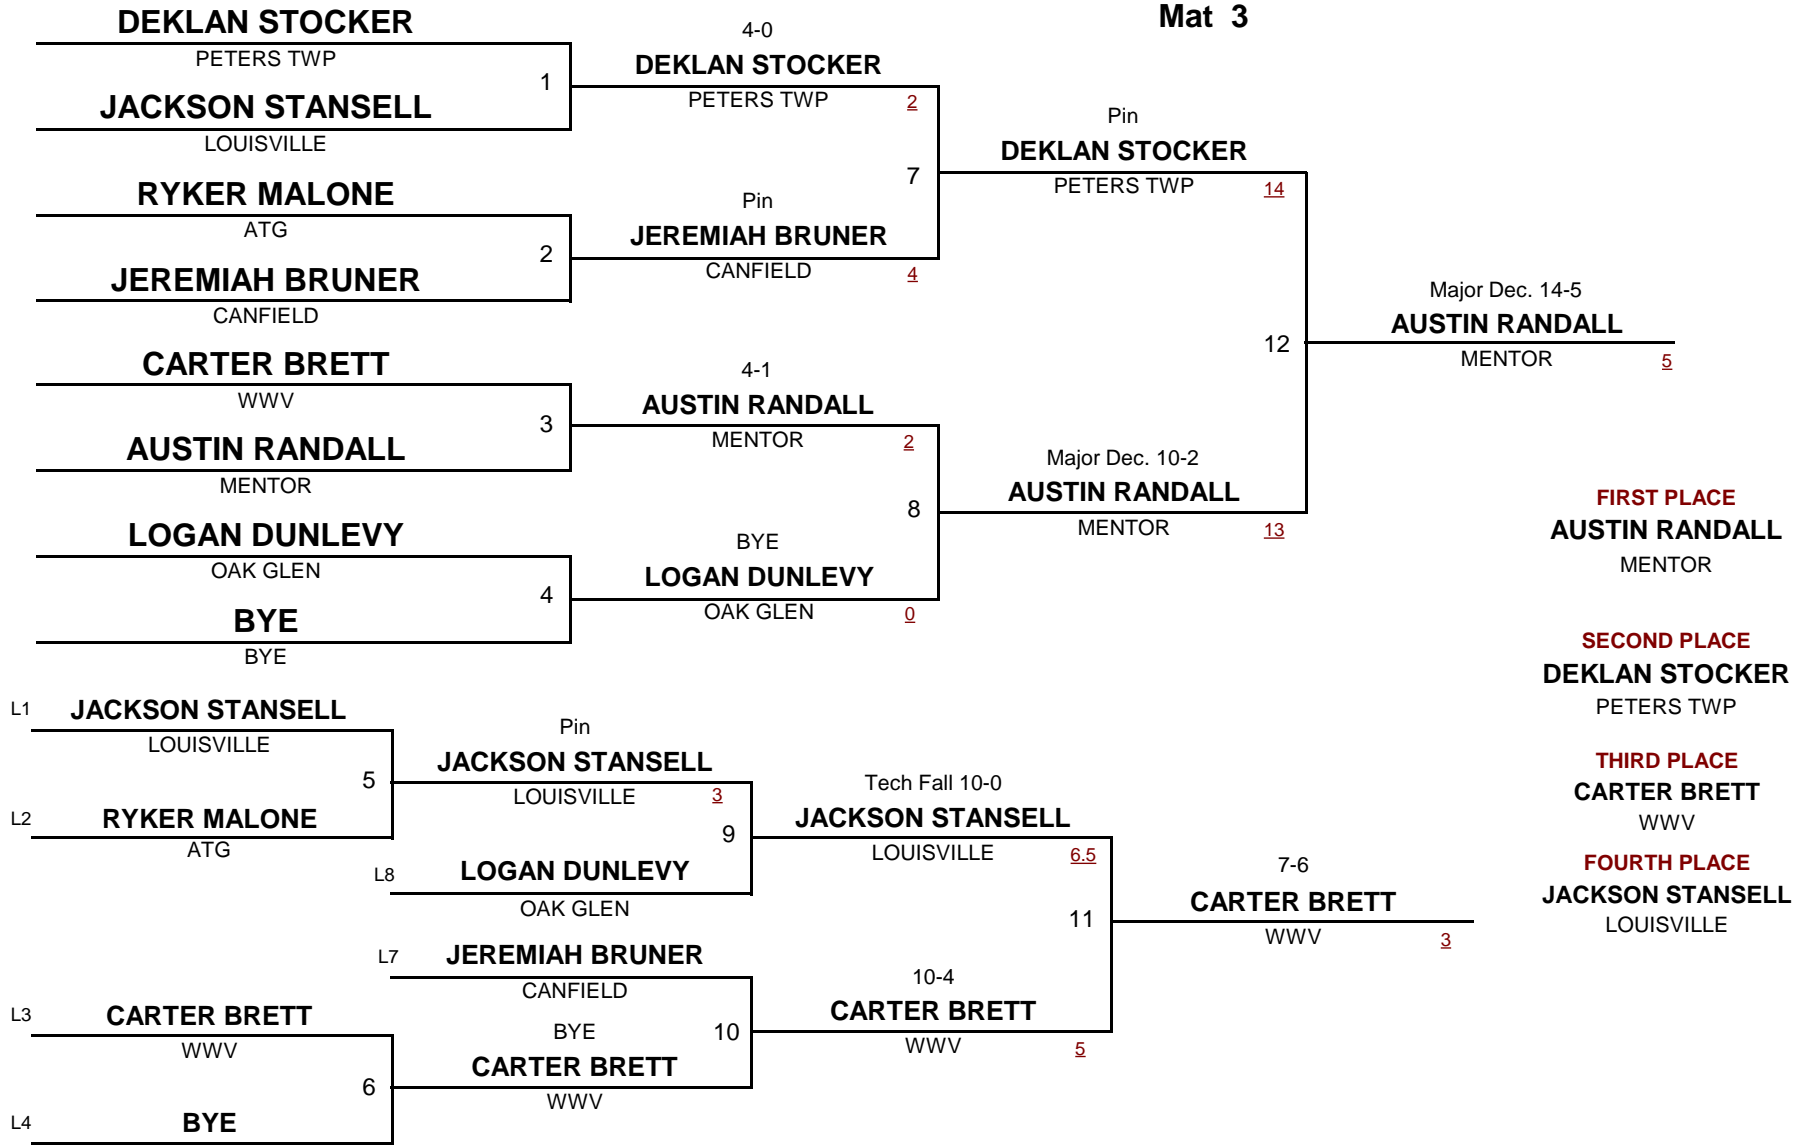 Mat 3
DEKLAN STOCKER
PETERS TWP
1
JACKSON STANSELL
LOUISVILLE
RYKER MALONE
ATG
2
JEREMIAH BRUNER
CANFIELD
CARTER BRETT
WWV
3
AUSTIN RANDALL
MENTOR
LOGAN DUNLEVY
OAK GLEN
4
BYE
BYE
4-0
DEKLAN STOCKER
PETERS TWP 2
7
Pin
JEREMIAH BRUNER
CANFIELD 4
4-1
AUSTIN RANDALL
MENTOR 2
8
BYE
LOGAN DUNLEVY
OAK GLEN 0
Pin
DEKLAN STOCKER
PETERS TWP 14
12
Major Dec. 10-2
AUSTIN RANDALL
MENTOR 13
Major Dec. 14-5
AUSTIN RANDALL
MENTOR 5
FIRST PLACE
AUSTIN RANDALL
MENTOR
SECOND PLACE
DEKLAN STOCKER
PETERS TWP
THIRD PLACE
CARTER BRETT
WWV
FOURTH PLACE
JACKSON STANSELL
LOUISVILLE
L1 JACKSON STANSELL
LOUISVILLE
5
L2 RYKER MALONE
ATG
L3 CARTER BRETT
WWV
6
L4 BYE
Pin
JACKSON STANSELL
LOUISVILLE 3
9
L8 LOGAN DUNLEVY
OAK GLEN
L7 JEREMIAH BRUNER
CANFIELD
10
BYE
CARTER BRETT
WWV
Tech Fall 10-0
JACKSON STANSELL
LOUISVILLE 6.5
11
10-4
CARTER BRETT
WWV 5
7-6
CARTER BRETT
WWV 3